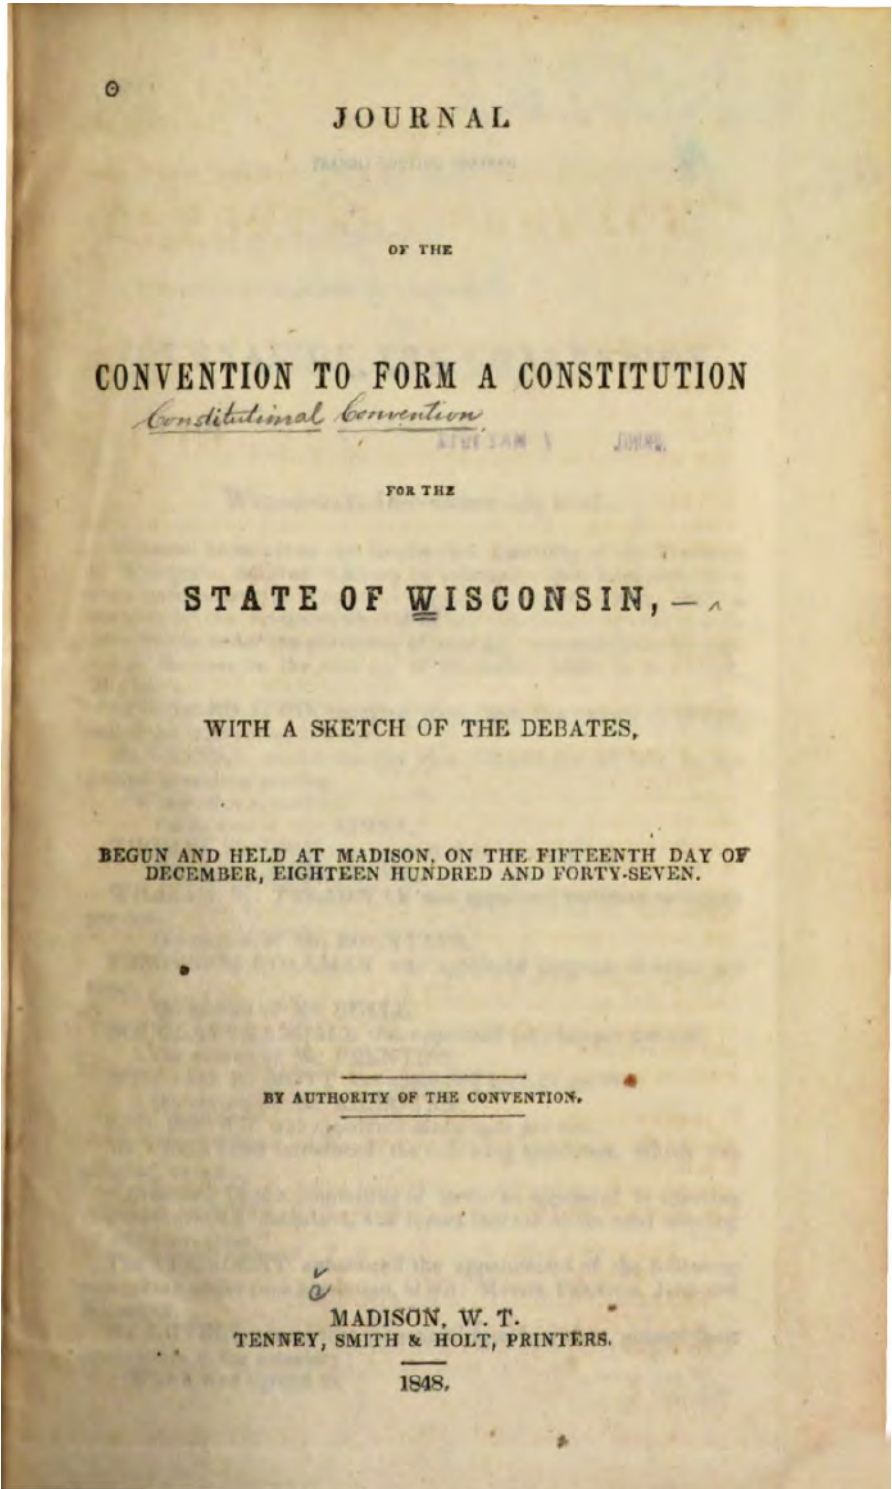 JOURNAL
OF THE
CONVENTION TO FORM A CONSTITUTION
Constitutional Convention
FOR THE
STATE OF WISCONSIN, —
WITH A SKETCH OF THE DEBATES,
BEGUN AND HELD AT MADISON, ON THE FIFTEENTH DAY OF
DECEMBER, EIGHTEEN HUNDRED AND FORTY-SEVEN.
BY AUTHORITY OF THE CONVENTION.
MADISON, W. T.
TENNEY, SMITH & HOLT, PRINTERS.
1848.